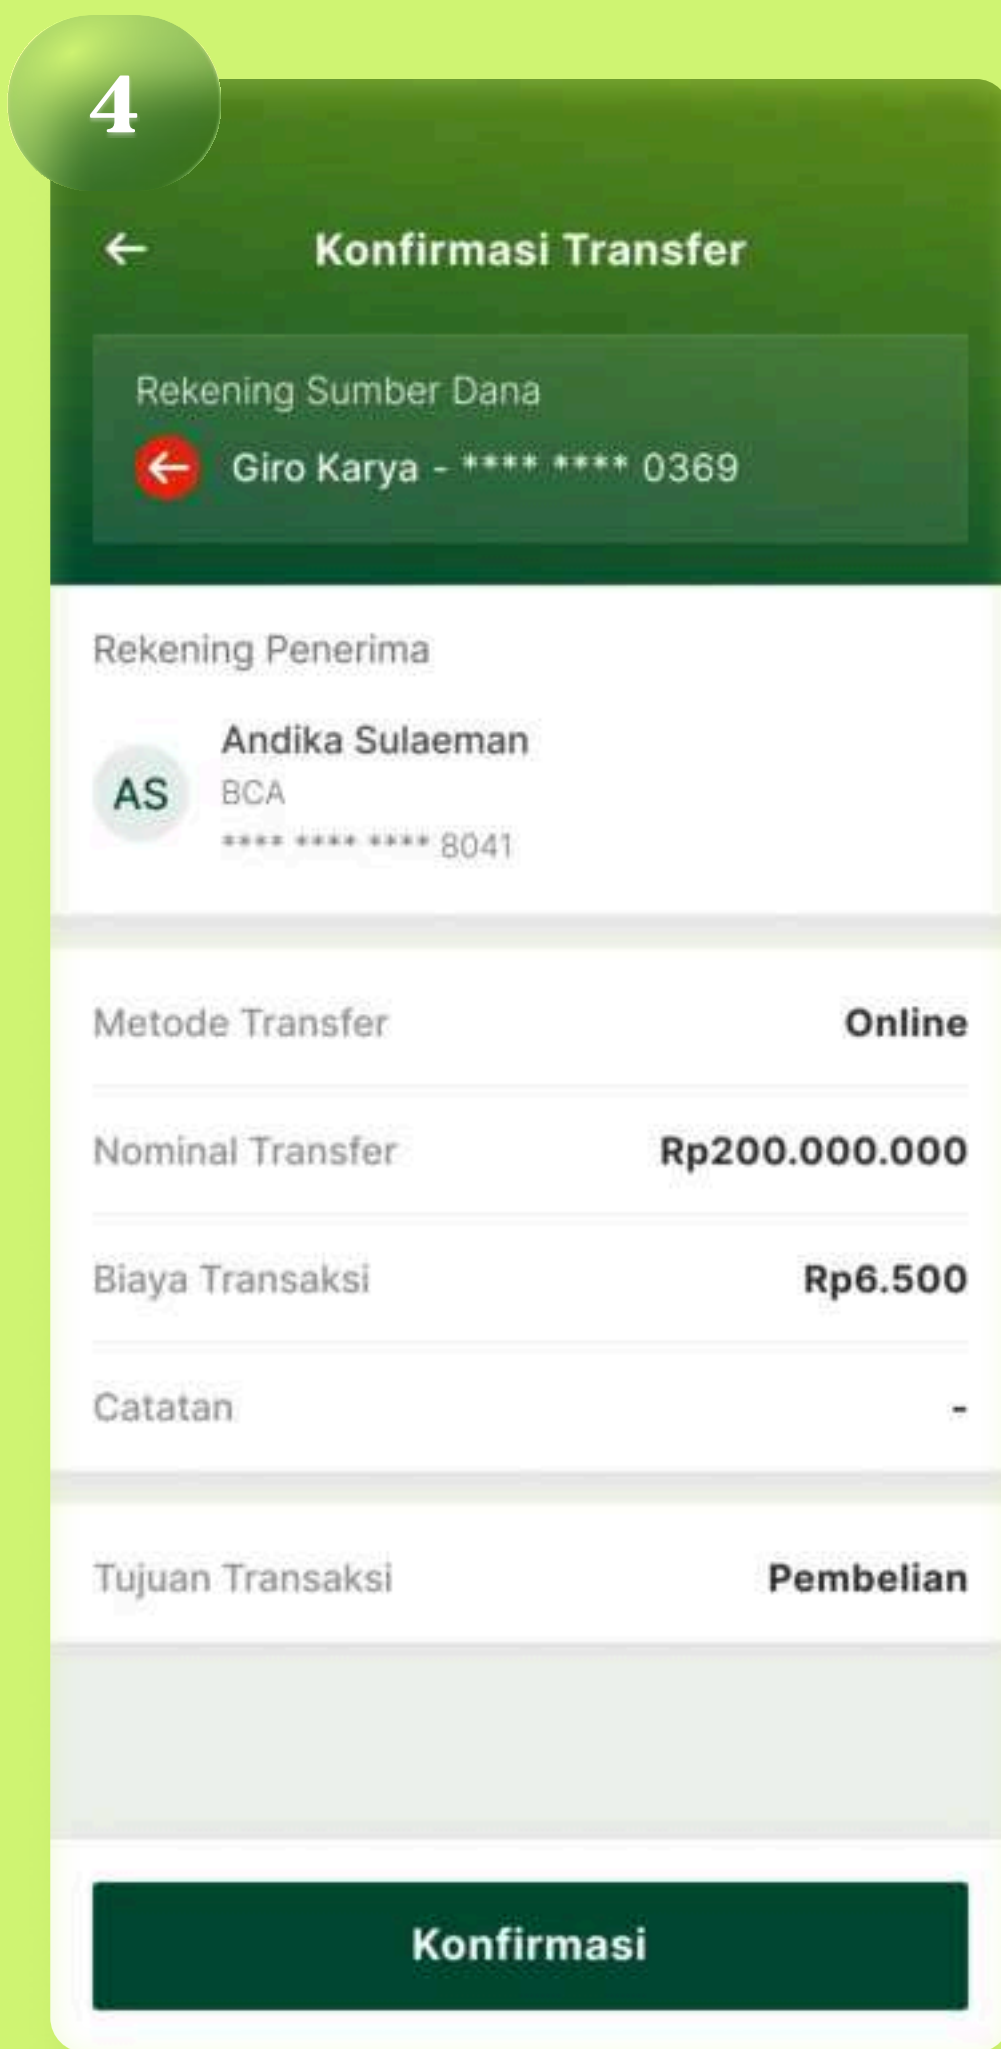 4
Konfirmasi Transfer
Rekening Sumber Dana
Giro Karya - **** **** 0369
Rekening Penerima
AS
Andika Sulaeman
BCA
**** **** **** 8041
Metode Transfer Online
Nominal Transfer Rp200.000.000
Biaya Transaksi Rp6.500
Catatan -
Tujuan Transaksi Pembelian
Konfirmasi